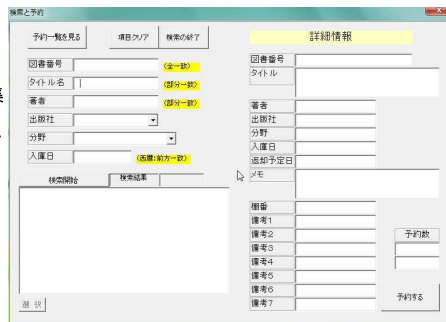 検索と予約
予約一覧を見る 項目クリア 検索の終了
図書番号 (全一致)
タイトル名 (部分一致)
著者 (部分一致)
出版社
分野
入庫日 (西暦:前方一致)
検索開始 検索結果
選 択
詳細情報
図書番号
タイトル
著者
出版社
分野
入庫日
返却予定日
メモ
棚番
備考1
備考2
備考3
備考4
備考5
備考6
備考7
予約数
予約する